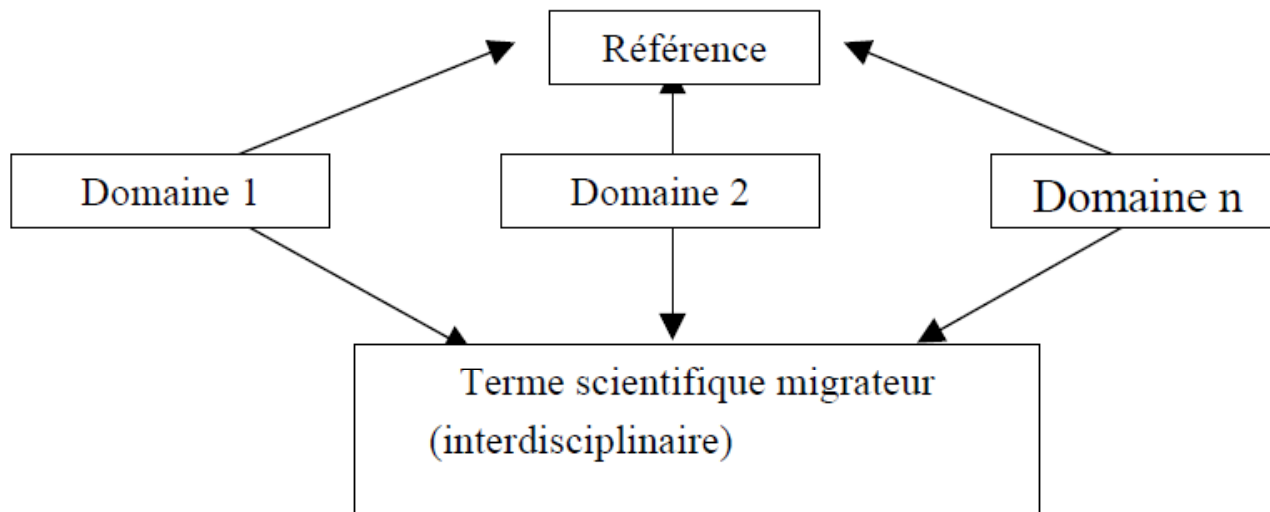 Référence
Domaine 1
Domaine 2
Domaine n
Terme scientifique migrateur
(interdisciplinaire)